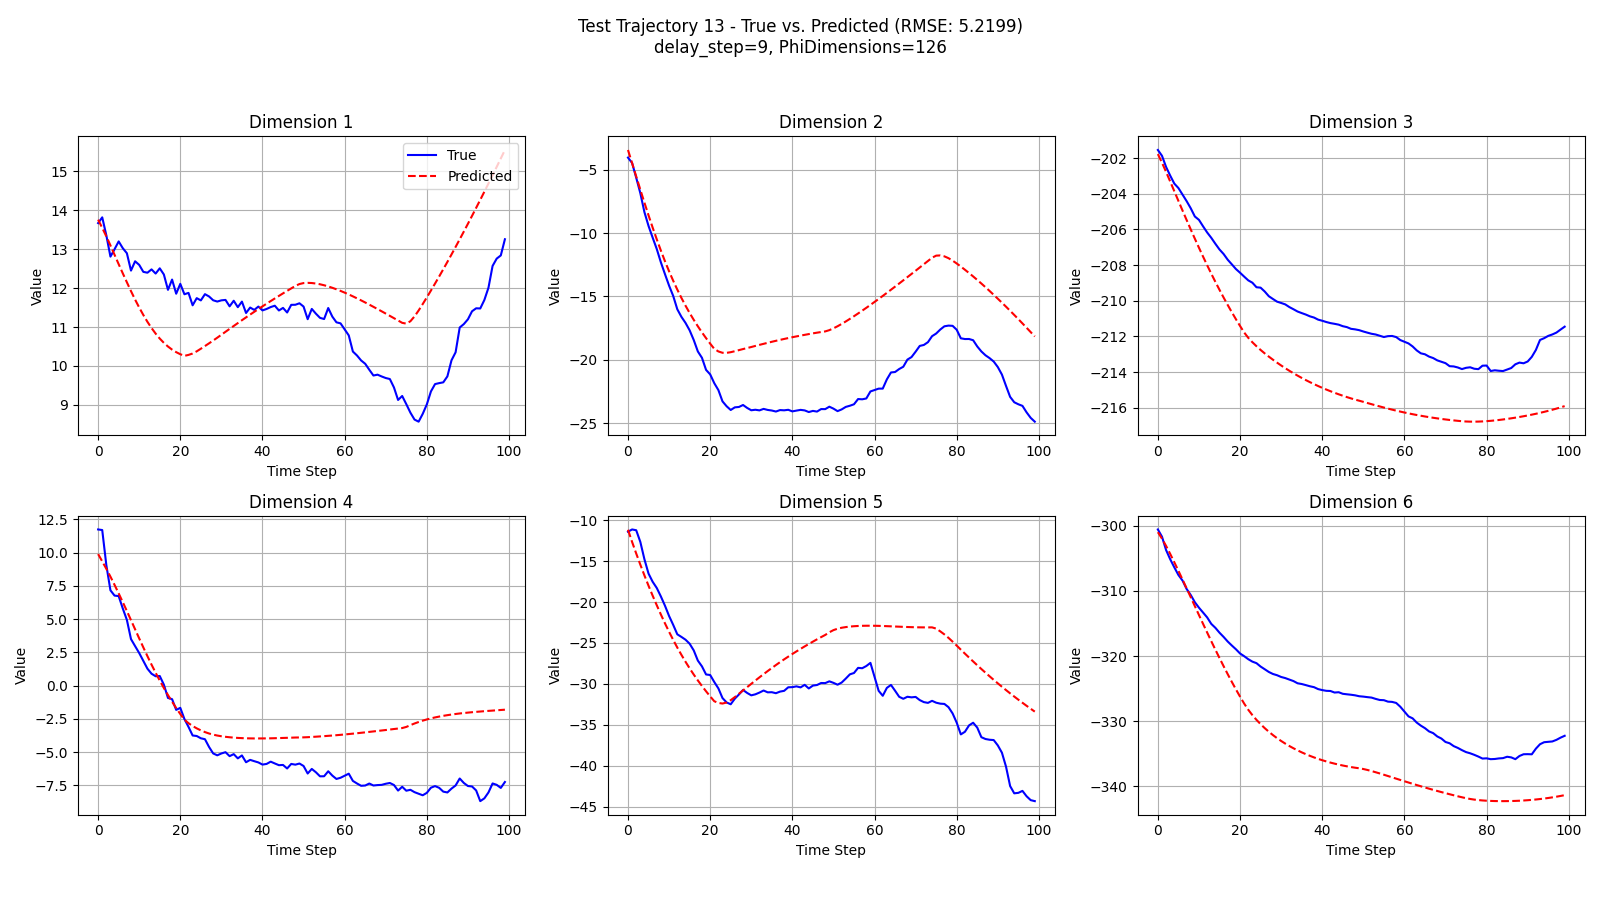 Test Trajectory 13 - True vs. Predicted (RMSE: 5.2199)
delay_step=9, PhiDimensions=126
Dimension 1
15
14
13
12
11
10
9
Value
0 20 40 60 80 100
Time Step
True
Predicted
Dimension 2
−5
−10
−15
−20
−25
Value
0 20 40 60 80 100
Time Step
Dimension 3
−202
−204
−206
−208
−210
−212
−214
−216
Value
0 20 40 60 80 100
Time Step
Dimension 4
12.5
10.0
7.5
5.0
2.5
0.0
−2.5
−5.0
−7.5
Value
0 20 40 60 80 100
Time Step
Dimension 5
−10
−15
−20
−25
−30
−35
−40
−45
Value
0 20 40 60 80 100
Time Step
Dimension 6
−300
−310
−320
−330
−340
Value
0 20 40 60 80 100
Time Step